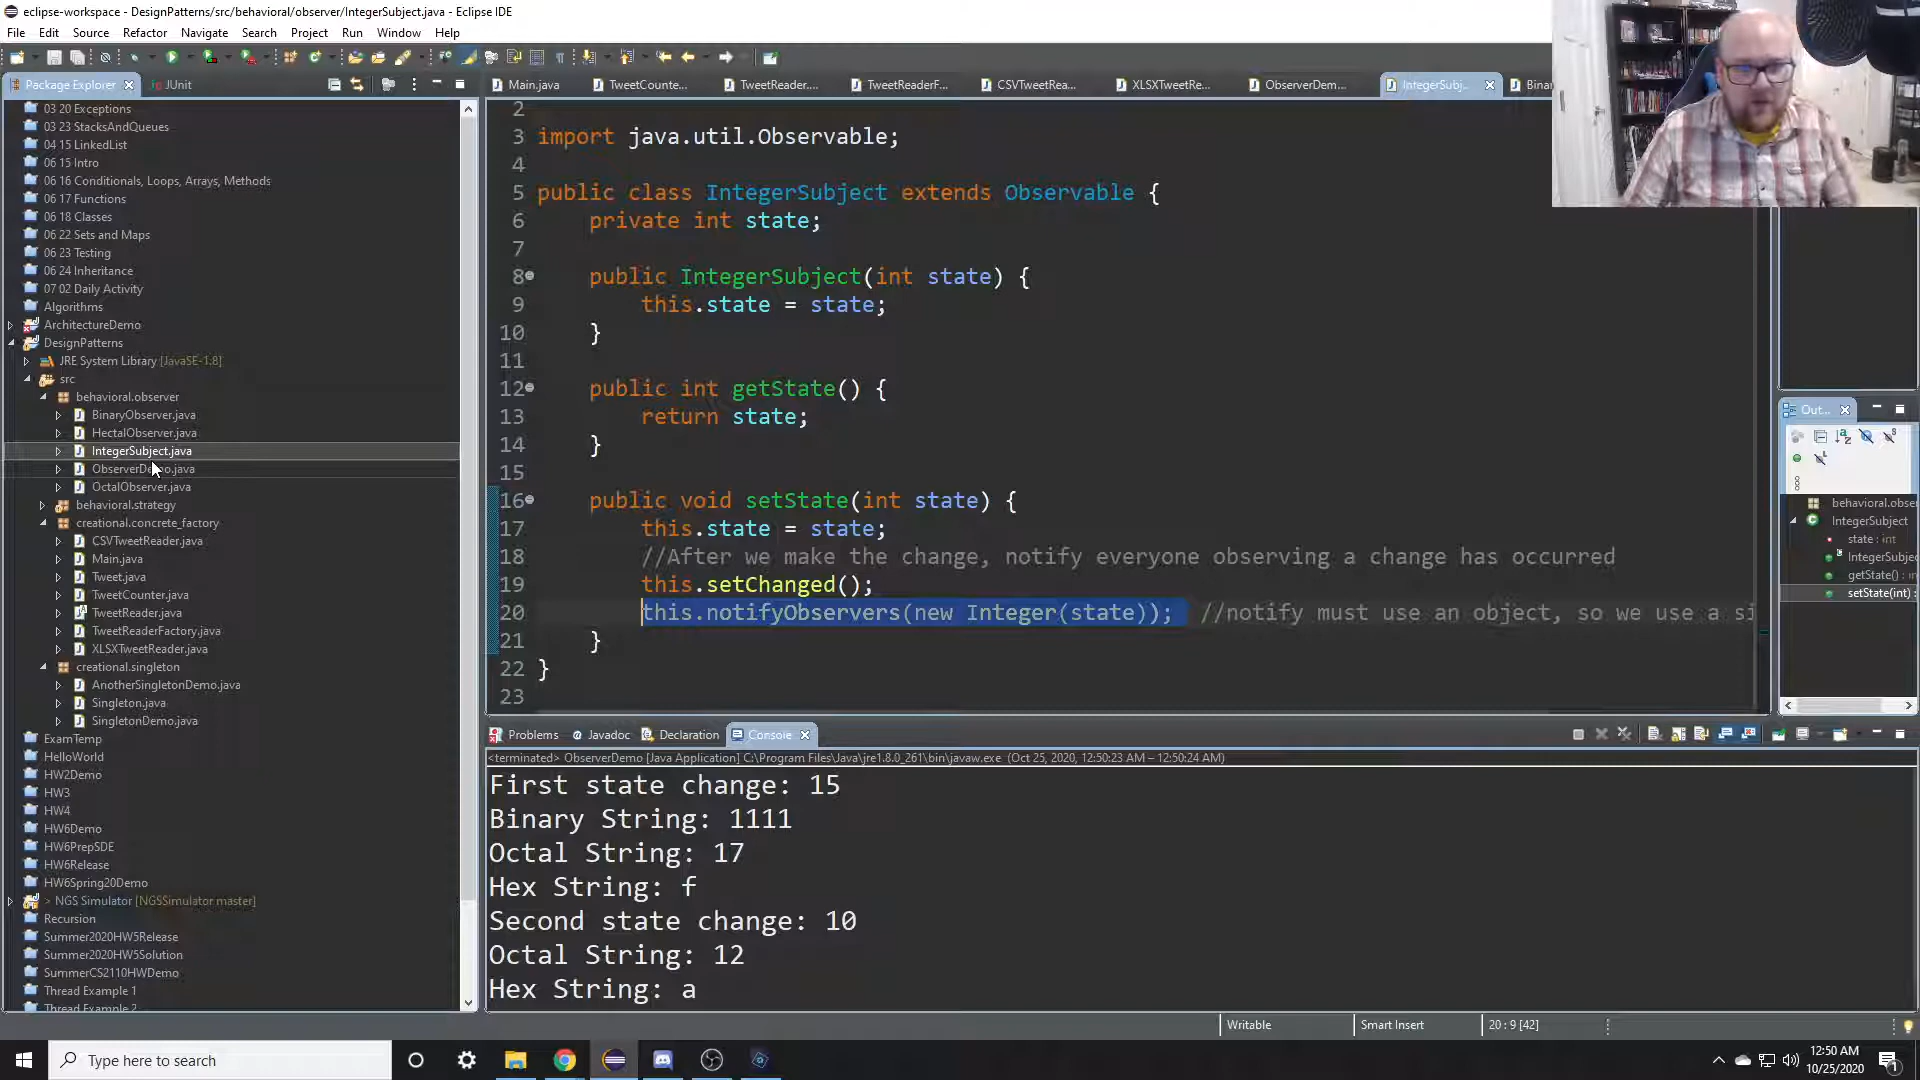 eclipse-workspace - DesignPatterns/src/behavioral/observer/IntegerSubject.java - Eclipse IDE
File Edit Source Refactor Navigate Search Project Run Window Help
Package Explorer JUnit
Main.java TweetCounte... TweetReader.... TweetReaderF... CSVTweetRea... XLSXTweetRe... ObserverDem... IntegerSubj... Bina
03 20 Exceptions
03 23 StacksAndQueues
04 15 LinkedList
06 15 Intro
06 16 Conditionals, Loops, Arrays, Methods
06 17 Functions
06 18 Classes
06 22 Sets and Maps
06 23 Testing
06 24 Inheritance
07 02 Daily Activity
Algorithms
ArchitectureDemo
DesignPatterns
JRE System Library [JavaSE-1.8]
src
behavioral.observer
BinaryObserver.java
HectalObserver.java
IntegerSubject.java
ObserverDemo.java
OctalObserver.java
behavioral.strategy
creational.concrete_factory
CSVTweetReader.java
Main.java
Tweet.java
TweetCounter.java
TweetReader.java
TweetReaderFactory.java
XLSXTweetReader.java
creational.singleton
AnotherSingletonDemo.java
Singleton.java
SingletonDemo.java
ExamTemp
HelloWorld
HW2Demo
HW3
HW4
HW6Demo
HW6PrepSDE
HW6Release
HW6Spring20Demo
> NGS Simulator [NGSSimulator master]
Recursion
Summer2020HW5Release
Summer2020HW5Solution
SummerCS2110HWDemo
Thread Example 1
Thread Example 2
2
3 import java.util.Observable;
4
5 public class IntegerSubject extends Observable {
6 private int state;
7
8 public IntegerSubject(int state) {
9 this.state = state;
10 }
11
12 public int getState() {
13 return state;
14 }
15
16 public void setState(int state) {
17 this.state = state;
18 //After we make the change, notify everyone observing a change has occurred
19 this.setChanged();
20 this.notifyObservers(new Integer(state)); //notify must use an object, so we use a si
21 }
22 }
23
Out...
behavioral.obser
IntegerSubject
state : int
IntegerSubjec
getState() : in
setState(int) :
Problems Javadoc Declaration Console
<terminated> ObserverDemo [Java Application] C:\Program Files\Java\jre1.8.0_261\bin\javaw.exe (Oct 25, 2020, 12:50:23 AM – 12:50:24 AM)
First state change: 15
Binary String: 1111
Octal String: 17
Hex String: f
Second state change: 10
Octal String: 12
Hex String: a
Writable Smart Insert 20 : 9 [42]
Type here to search
12:50 AM
10/25/2020
1